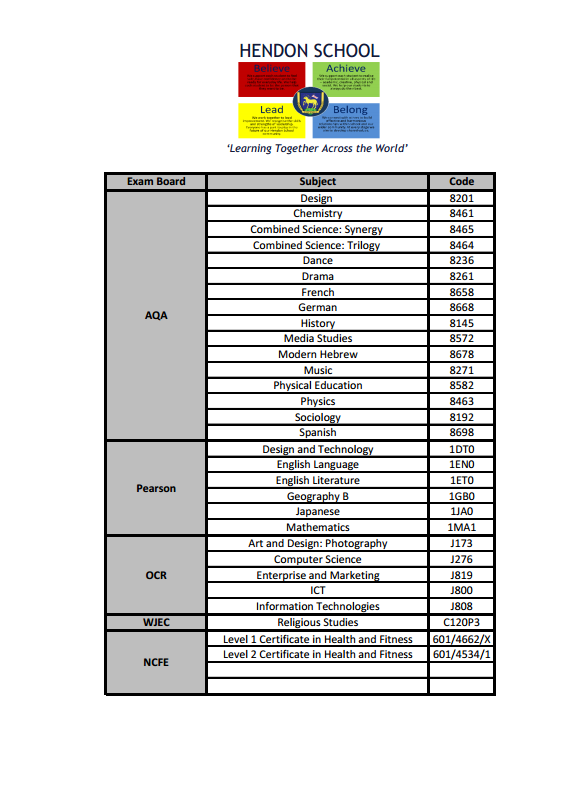 HENDON SCHOOL
Believe
Achieve
Lead
Belong
‘Learning Together Across the World’
Exam Board Subject Code
AQA
Design 8201
Chemistry 8461
Combined Science: Synergy 8465
Combined Science: Trilogy 8464
Dance 8236
Drama 8261
French 8658
German 8668
History 8145
Media Studies 8572
Modern Hebrew 8678
Music 8271
Physical Education 8582
Physics 8463
Sociology 8192
Spanish 8698
Pearson
Design and Technology 1DT0
English Language 1EN0
English Literature 1ET0
Geography B 1GB0
Japanese 1JA0
Mathematics 1MA1
OCR
Art and Design: Photography J173
Computer Science J276
Enterprise and Marketing J819
ICT J800
Information Technologies J808
WJEC Religious Studies C120P3
NCFE
Level 1 Certificate in Health and Fitness 601/4662/X
Level 2 Certificate in Health and Fitness 601/4534/1